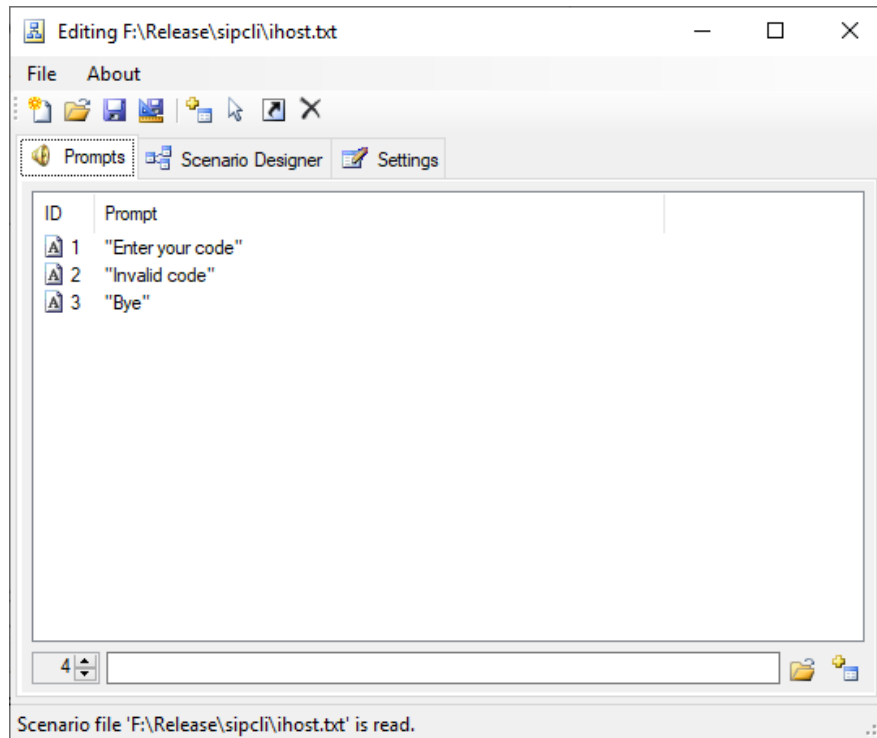 Editing F:\Release\sipcli\ihost.txt
File About
Prompts Scenario Designer Settings
ID Prompt
1 "Enter your code"
2 "Invalid code"
3 "Bye"
4
Scenario file 'F:\Release\sipcli\ihost.txt' is read.